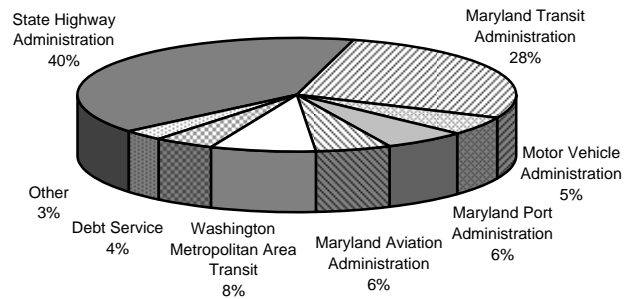 State Highway
Administration
40%
Maryland Transit
Administration
28%
Motor Vehicle
Administration
5%
Maryland Port
Administration
6%
Maryland Aviation
Administration
6%
Washington
Metropolitan Area
Transit
8%
Debt Service
4%
Other
3%